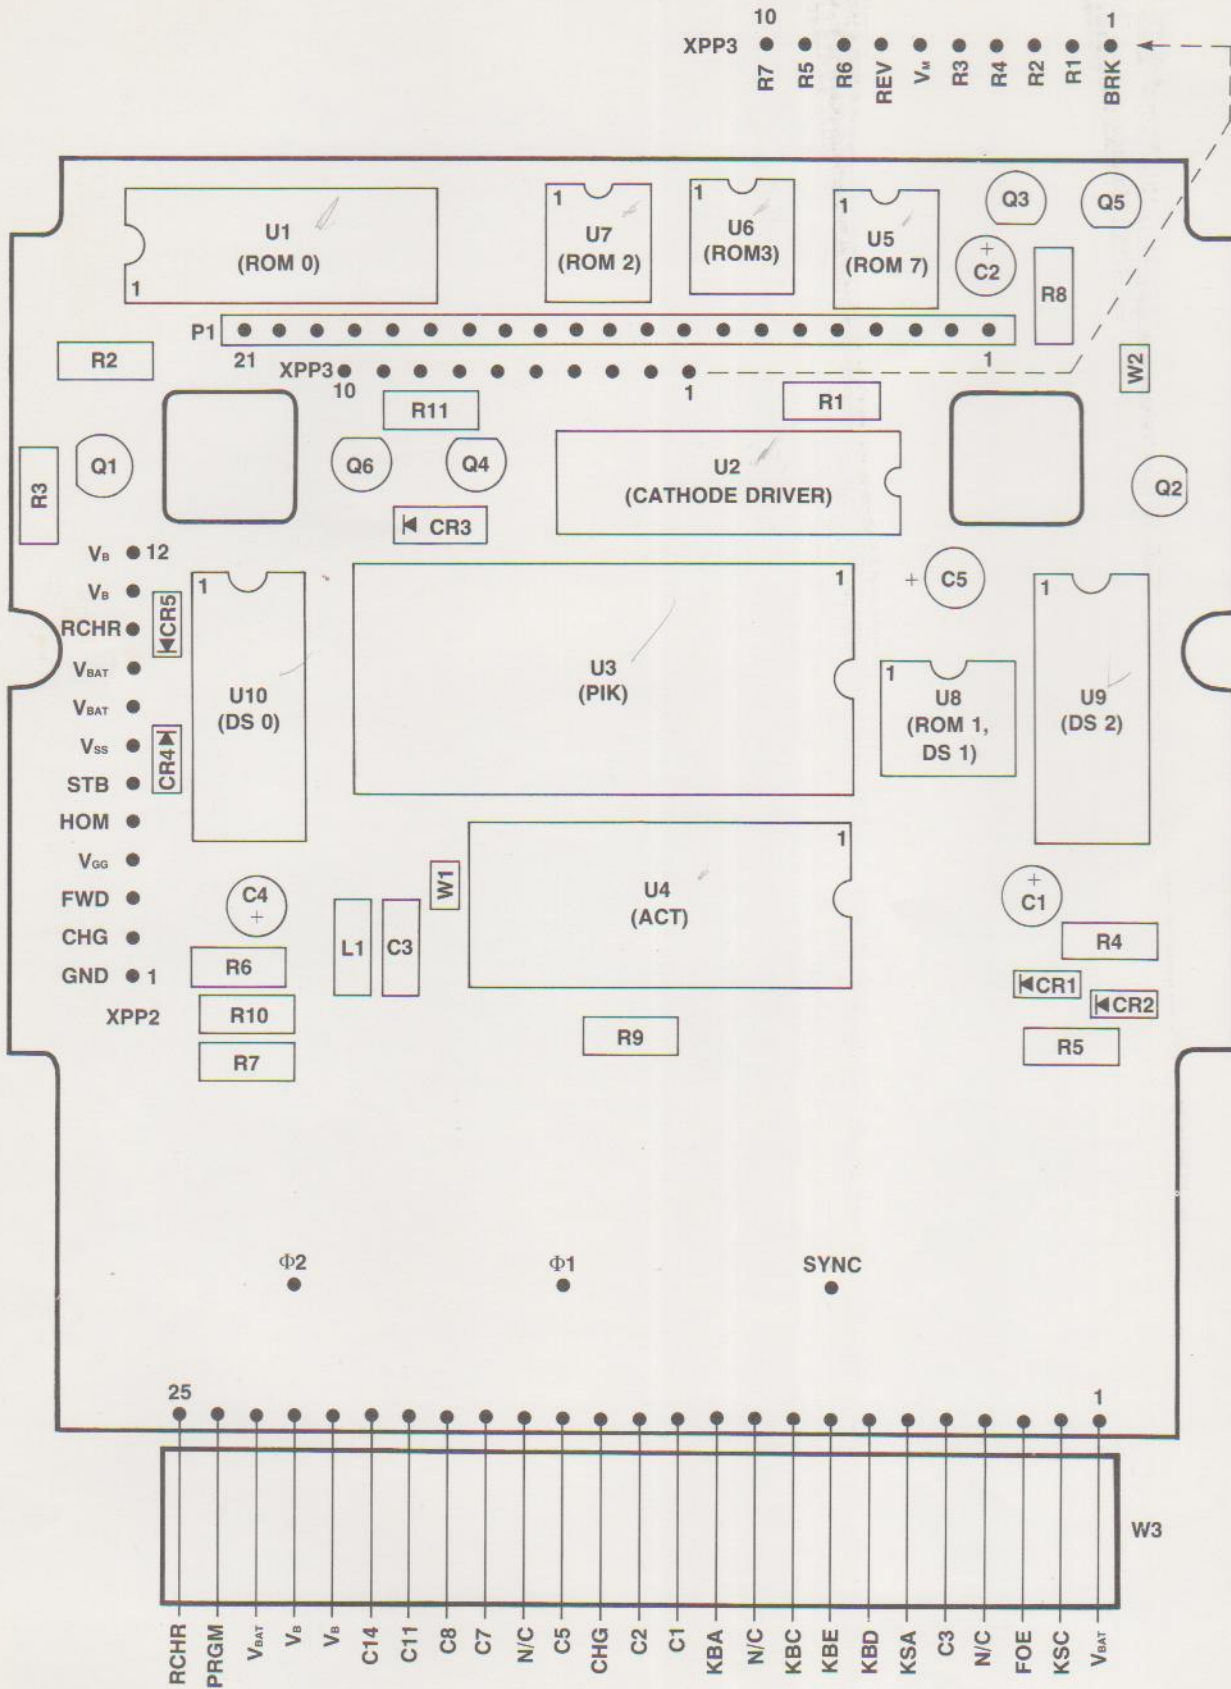 10 1
XPP3
R7 R5 R6 REV VM R3 R4 R2 R1 BRK
U1
(ROM 0)
1
1
U7
(ROM 2)
1
U6
(ROM3)
1
U5
(ROM 7)
Q3
Q5
+
C2
R8
P1
21 1
R2
XPP3
10 1
R11
R1
W2
Q1
R3
Q6
Q4
U2
(CATHODE DRIVER)
Q2
CR3
VB 12
VB
RCHR
VBAT
VBAT
VSS
STB
HOM
VGG
FWD
CHG
GND 1
XPP2
CR5
CR4
1
U10
(DS 0)
1
U3
(PIK)
+ C5
1
U8
(ROM 1,
DS 1)
1
U9
(DS 2)
C4
+
W1
1
U4
(ACT)
+
C1
L1
C3
R4
R6
R10
R7
R9
CR1
CR2
R5
Φ2
Φ1
SYNC
25 1
W3
RCHR PRGM VBAT VB VB C14 C11 C8 C7 N/C C5 CHG C2 C1 KBA N/C KBC KBE KBD KSA C3 N/C FOE KSC VBAT